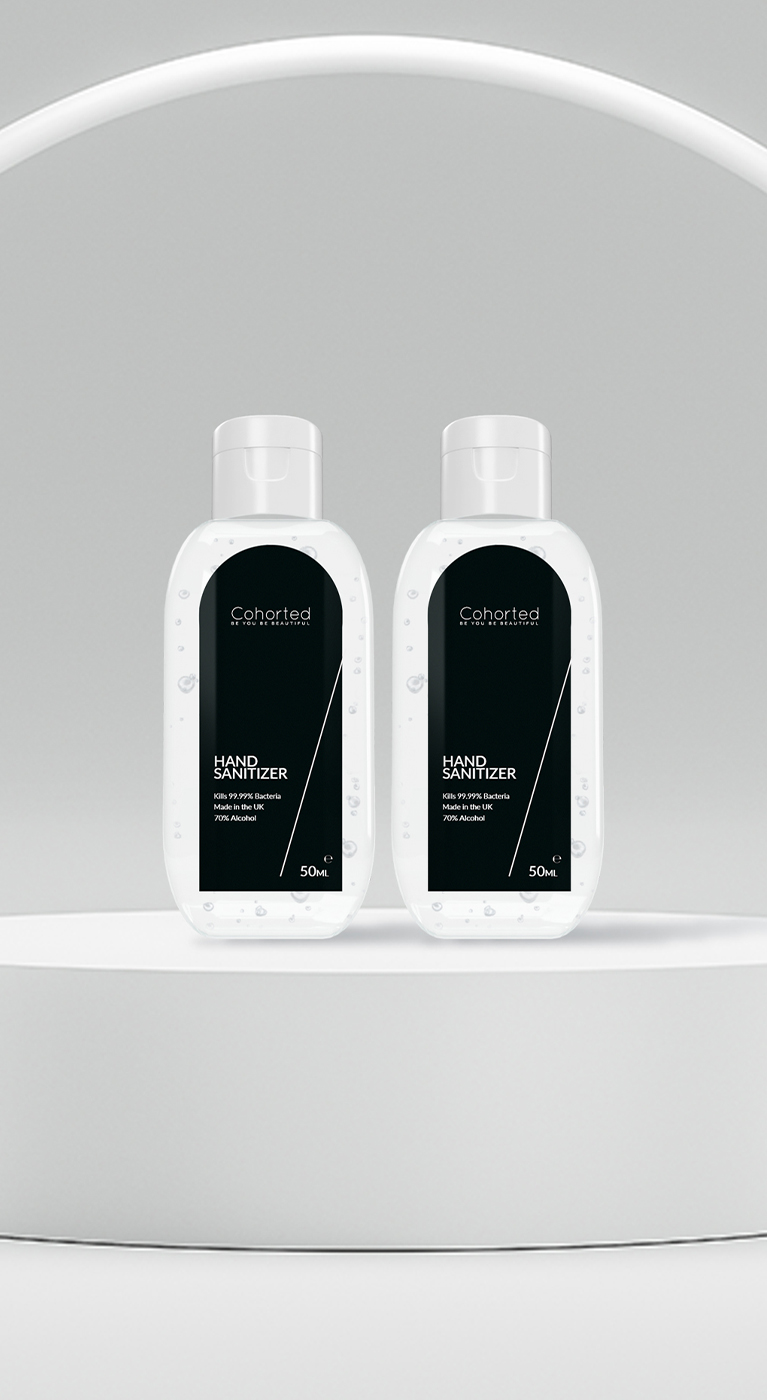 Cohorted
BE YOU BE BEAUTIFUL
HAND
SANITIZER
Kills 99.99% Bacteria
Made in the UK
70% Alcohol
℮
50ML
Cohorted
BE YOU BE BEAUTIFUL
HAND
SANITIZER
Kills 99.99% Bacteria
Made in the UK
70% Alcohol
℮
50ML